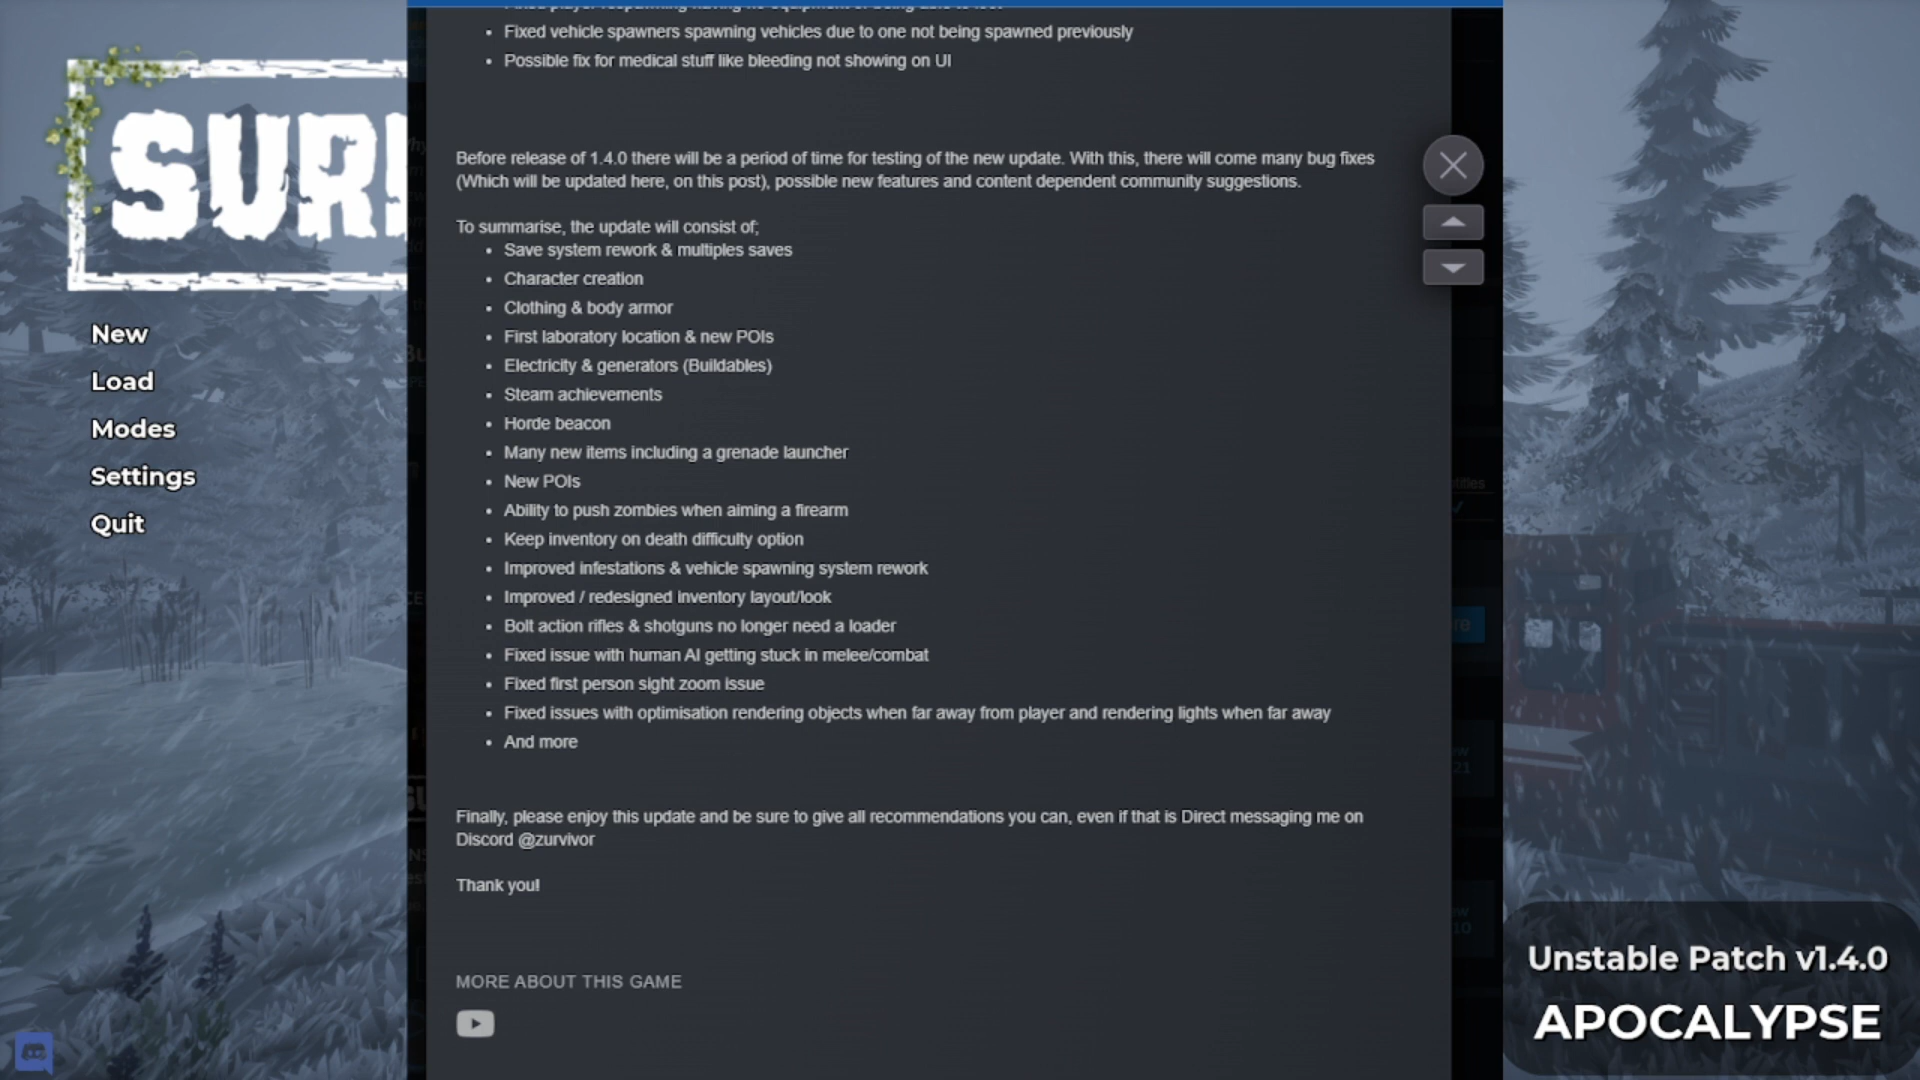 Fixed vehicle spawners spawning vehicles due to one not being spawned previously
Possible fix for medical stuff like bleeding not showing on UI
Before release of 1.4.0 there will be a period of time for testing of the new update. With this, there will come many bug fixes
(Which will be updated here, on this post), possible new features and content dependent community suggestions.
To summarise, the update will consist of;
Save system rework & multiples saves
Character creation
Clothing & body armor
First laboratory location & new POIs
Electricity & generators (Buildables)
Steam achievements
Horde beacon
Many new items including a grenade launcher
New POIs
Ability to push zombies when aiming a firearm
Keep inventory on death difficulty option
Improved infestations & vehicle spawning system rework
Improved / redesigned inventory layout/look
Bolt action rifles & shotguns no longer need a loader
Fixed issue with human AI getting stuck in melee/combat
Fixed first person sight zoom issue
Fixed issues with optimisation rendering objects when far away from player and rendering lights when far away
And more
Finally, please enjoy this update and be sure to give all recommendations you can, even if that is Direct messaging me on
Discord @zurvivor
Thank you!
MORE ABOUT THIS GAME
SUR
New
Load
Modes
Settings
Quit
Unstable Patch v1.4.0
APOCALYPSE